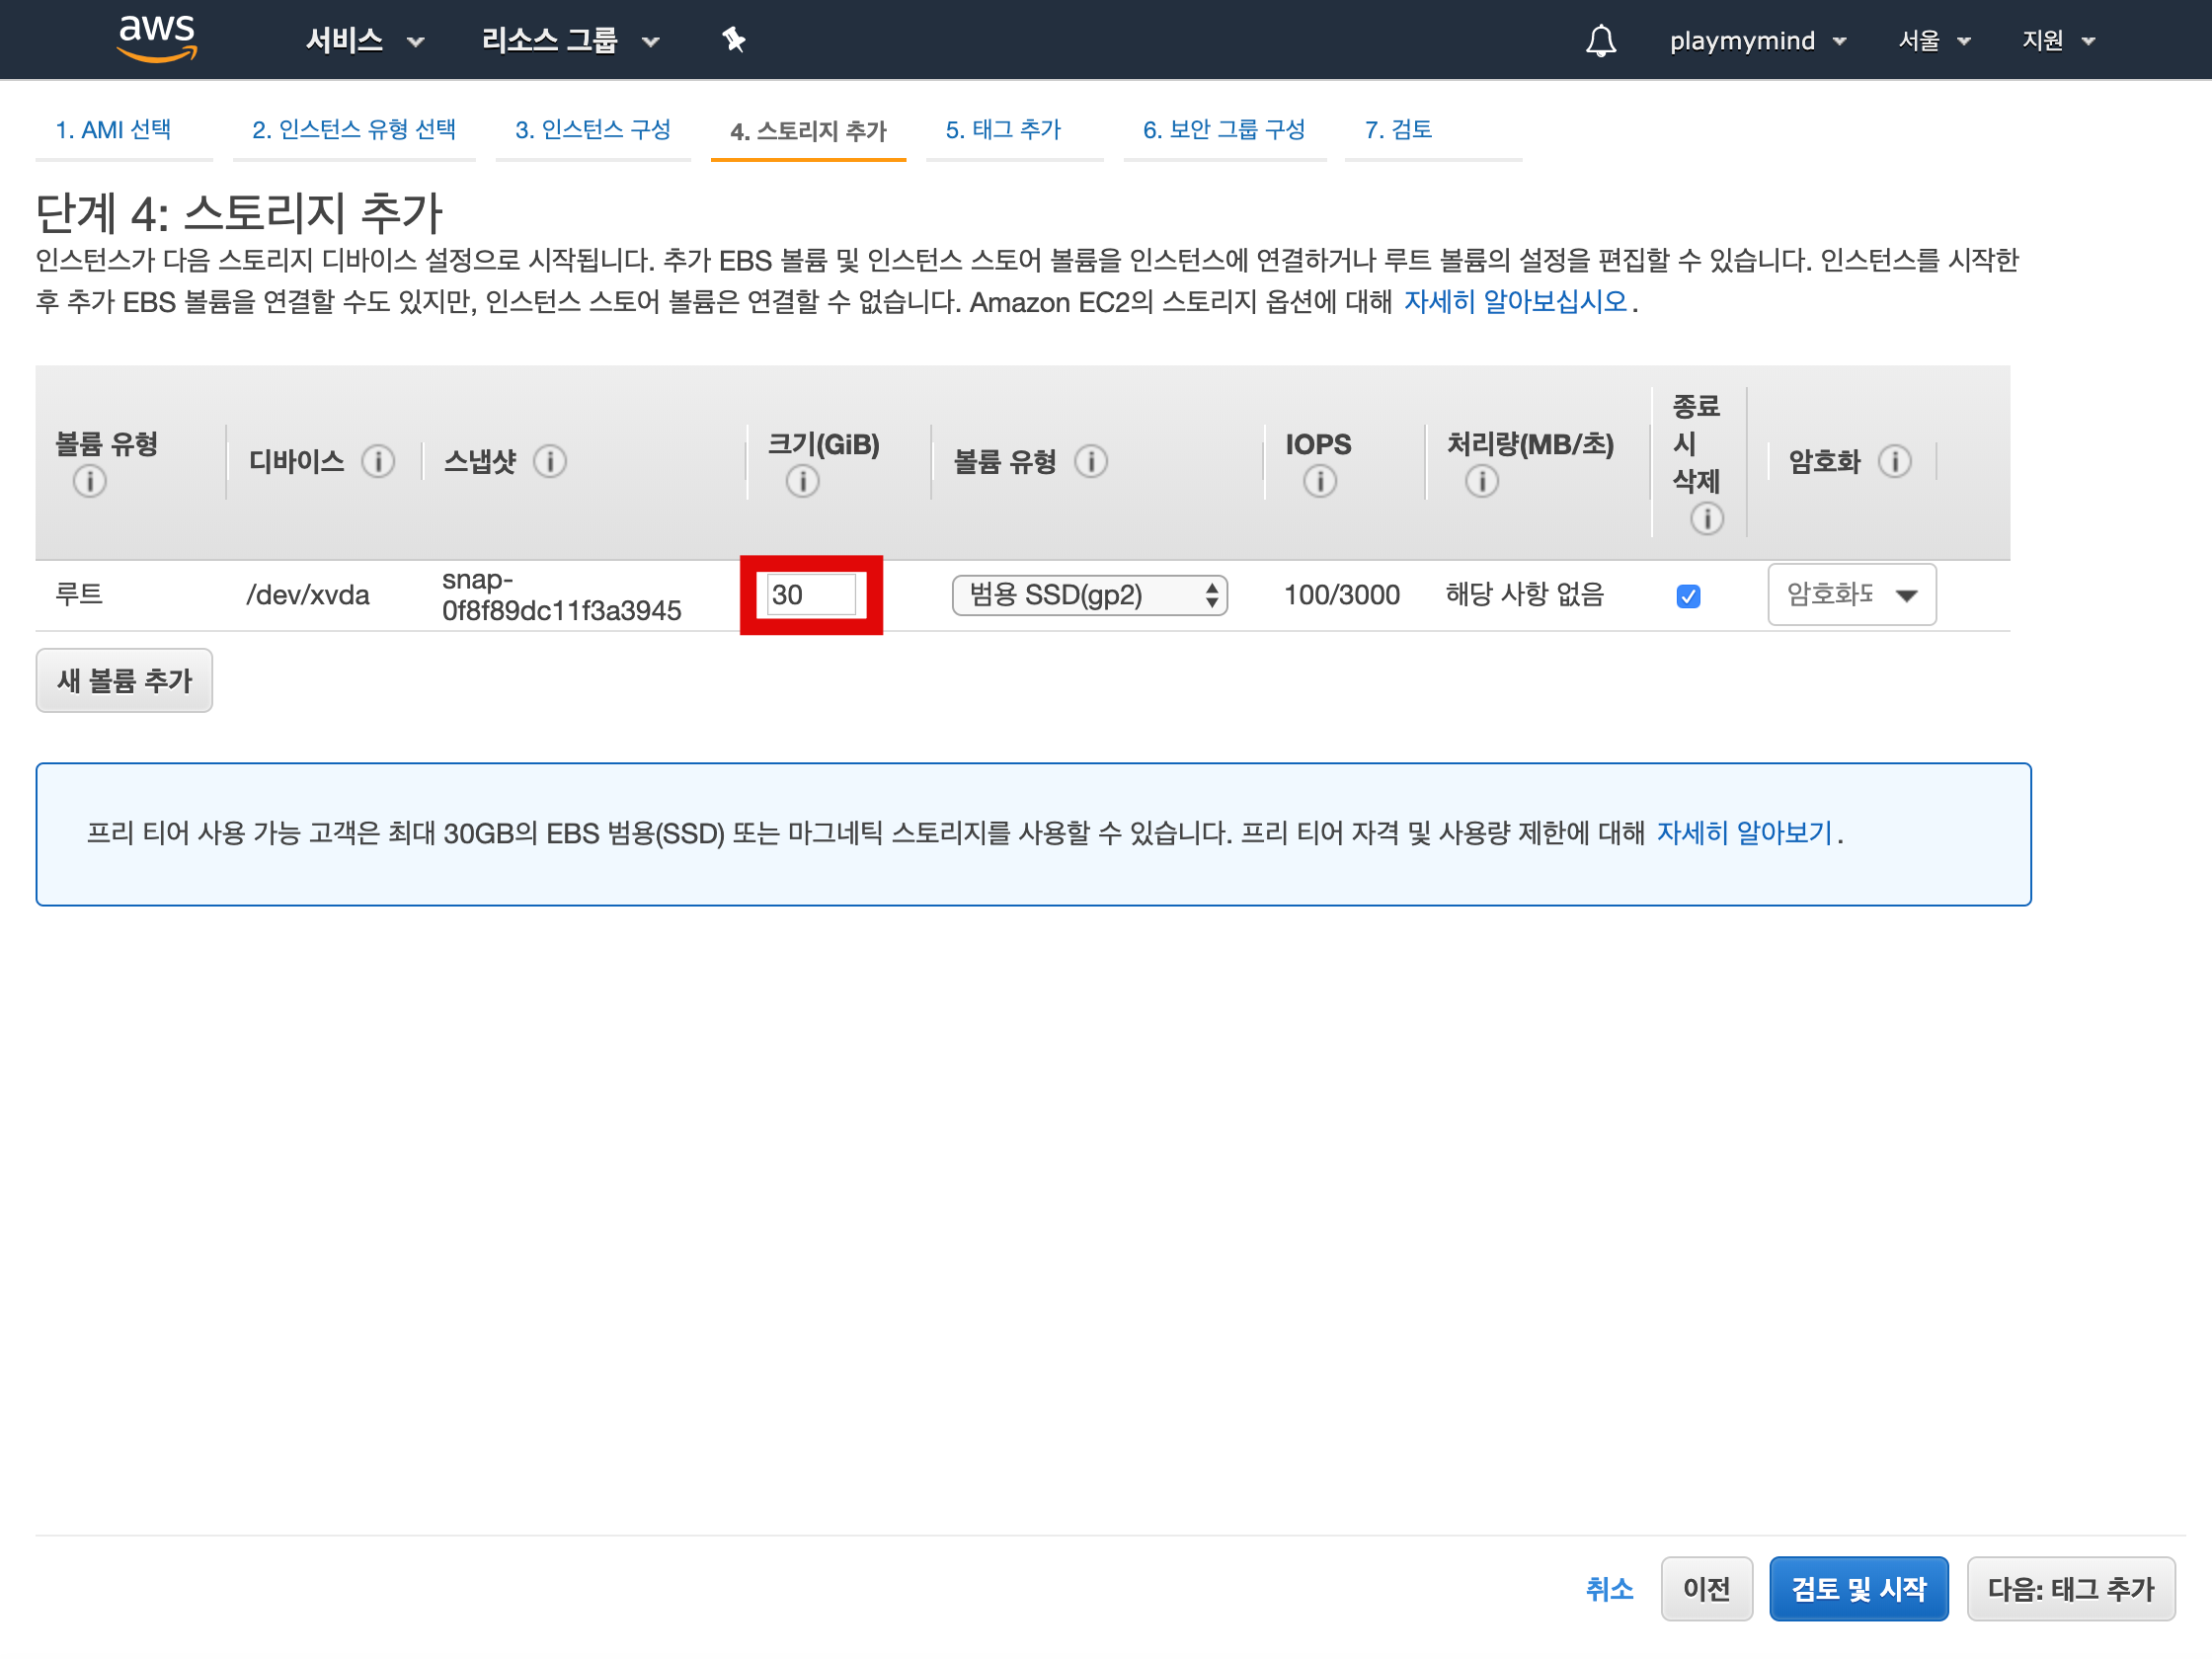 aws
서비스
리소스 그룹
playmymind
서울
지원
1. AMI 선택
2. 인스턴스 유형 선택
3. 인스턴스 구성
4. 스토리지 추가
5. 태그 추가
6. 보안 그룹 구성
7. 검토
단계 4: 스토리지 추가
인스턴스가 다음 스토리지 디바이스 설정으로 시작됩니다. 추가 EBS 볼륨 및 인스턴스 스토어 볼륨을 인스턴스에 연결하거나 루트 볼륨의 설정을 편집할 수 있습니다. 인스턴스를 시작한
후 추가 EBS 볼륨을 연결할 수도 있지만, 인스턴스 스토어 볼륨은 연결할 수 없습니다. Amazon EC2의 스토리지 옵션에 대해 자세히 알아보십시오.
볼륨 유형
디바이스
스냅샷
크기(GiB)
볼륨 유형
IOPS
처리량(MB/초)
종료
시
삭제
암호화
루트
/dev/xvda
snap-
0f8f89dc11f3a3945
30
범용 SSD(gp2)
100/3000
해당 사항 없음
암호화되
새 볼륨 추가
프리 티어 사용 가능 고객은 최대 30GB의 EBS 범용(SSD) 또는 마그네틱 스토리지를 사용할 수 있습니다. 프리 티어 자격 및 사용량 제한에 대해 자세히 알아보기.
취소
이전
검토 및 시작
다음: 태그 추가